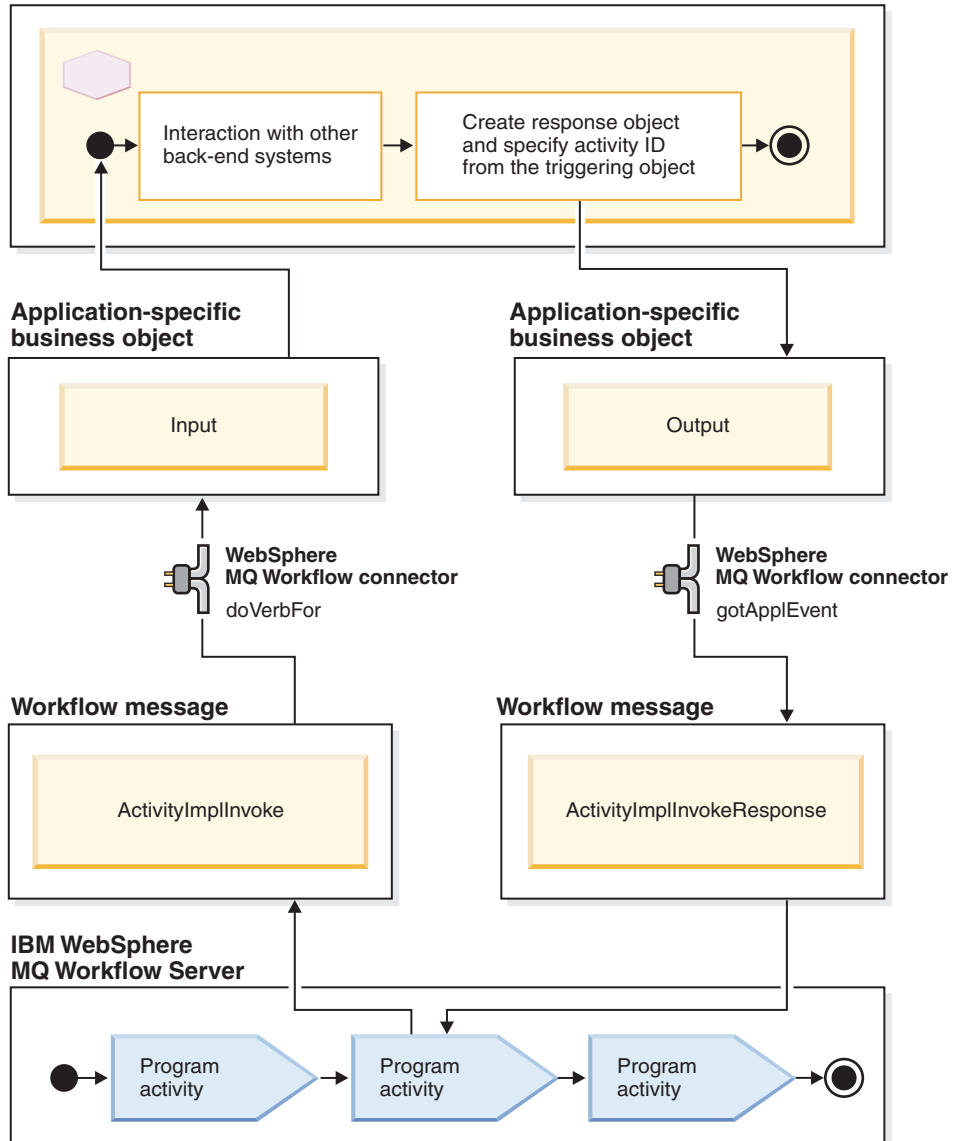 Interaction with other
back-end systems
Create response object
and specify activity ID
from the triggering object
Application-specific
business object
Application-specific
business object
Input
Output
WebSphere
MQ Workflow connector
doVerbFor
WebSphere
MQ Workflow connector
gotApplEvent
Workflow message
Workflow message
ActivityImplInvoke
ActivityImplInvokeResponse
IBM WebSphere
MQ Workflow Server
Program
activity
Program
activity
Program
activity